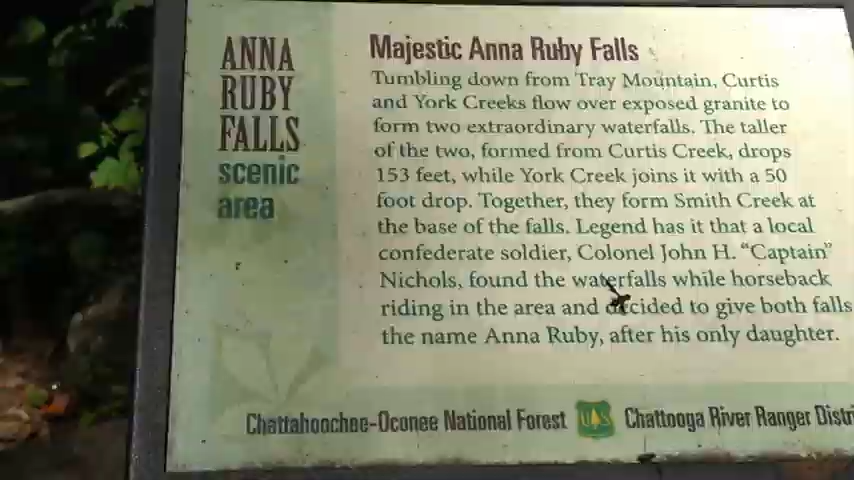 ANNA
RUBY
FALLS
scenic
area
Majestic Anna Ruby Falls
Tumbling down from Tray Mountain, Curtis
and York Creeks flow over exposed granite to
form two extraordinary waterfalls. The taller
of the two, formed from Curtis Creek, drops
153 feet, while York Creek joins it with a 50
foot drop. Together, they form Smith Creek at
the base of the falls. Legend has it that a local
confederate soldier, Colonel John H. “Captain”
Nichols, found the waterfalls while horseback
riding in the area and decided to give both falls
the name Anna Ruby, after his only daughter.
Chattahoochee-Oconee National Forest UAS Chattooga River Ranger Distri